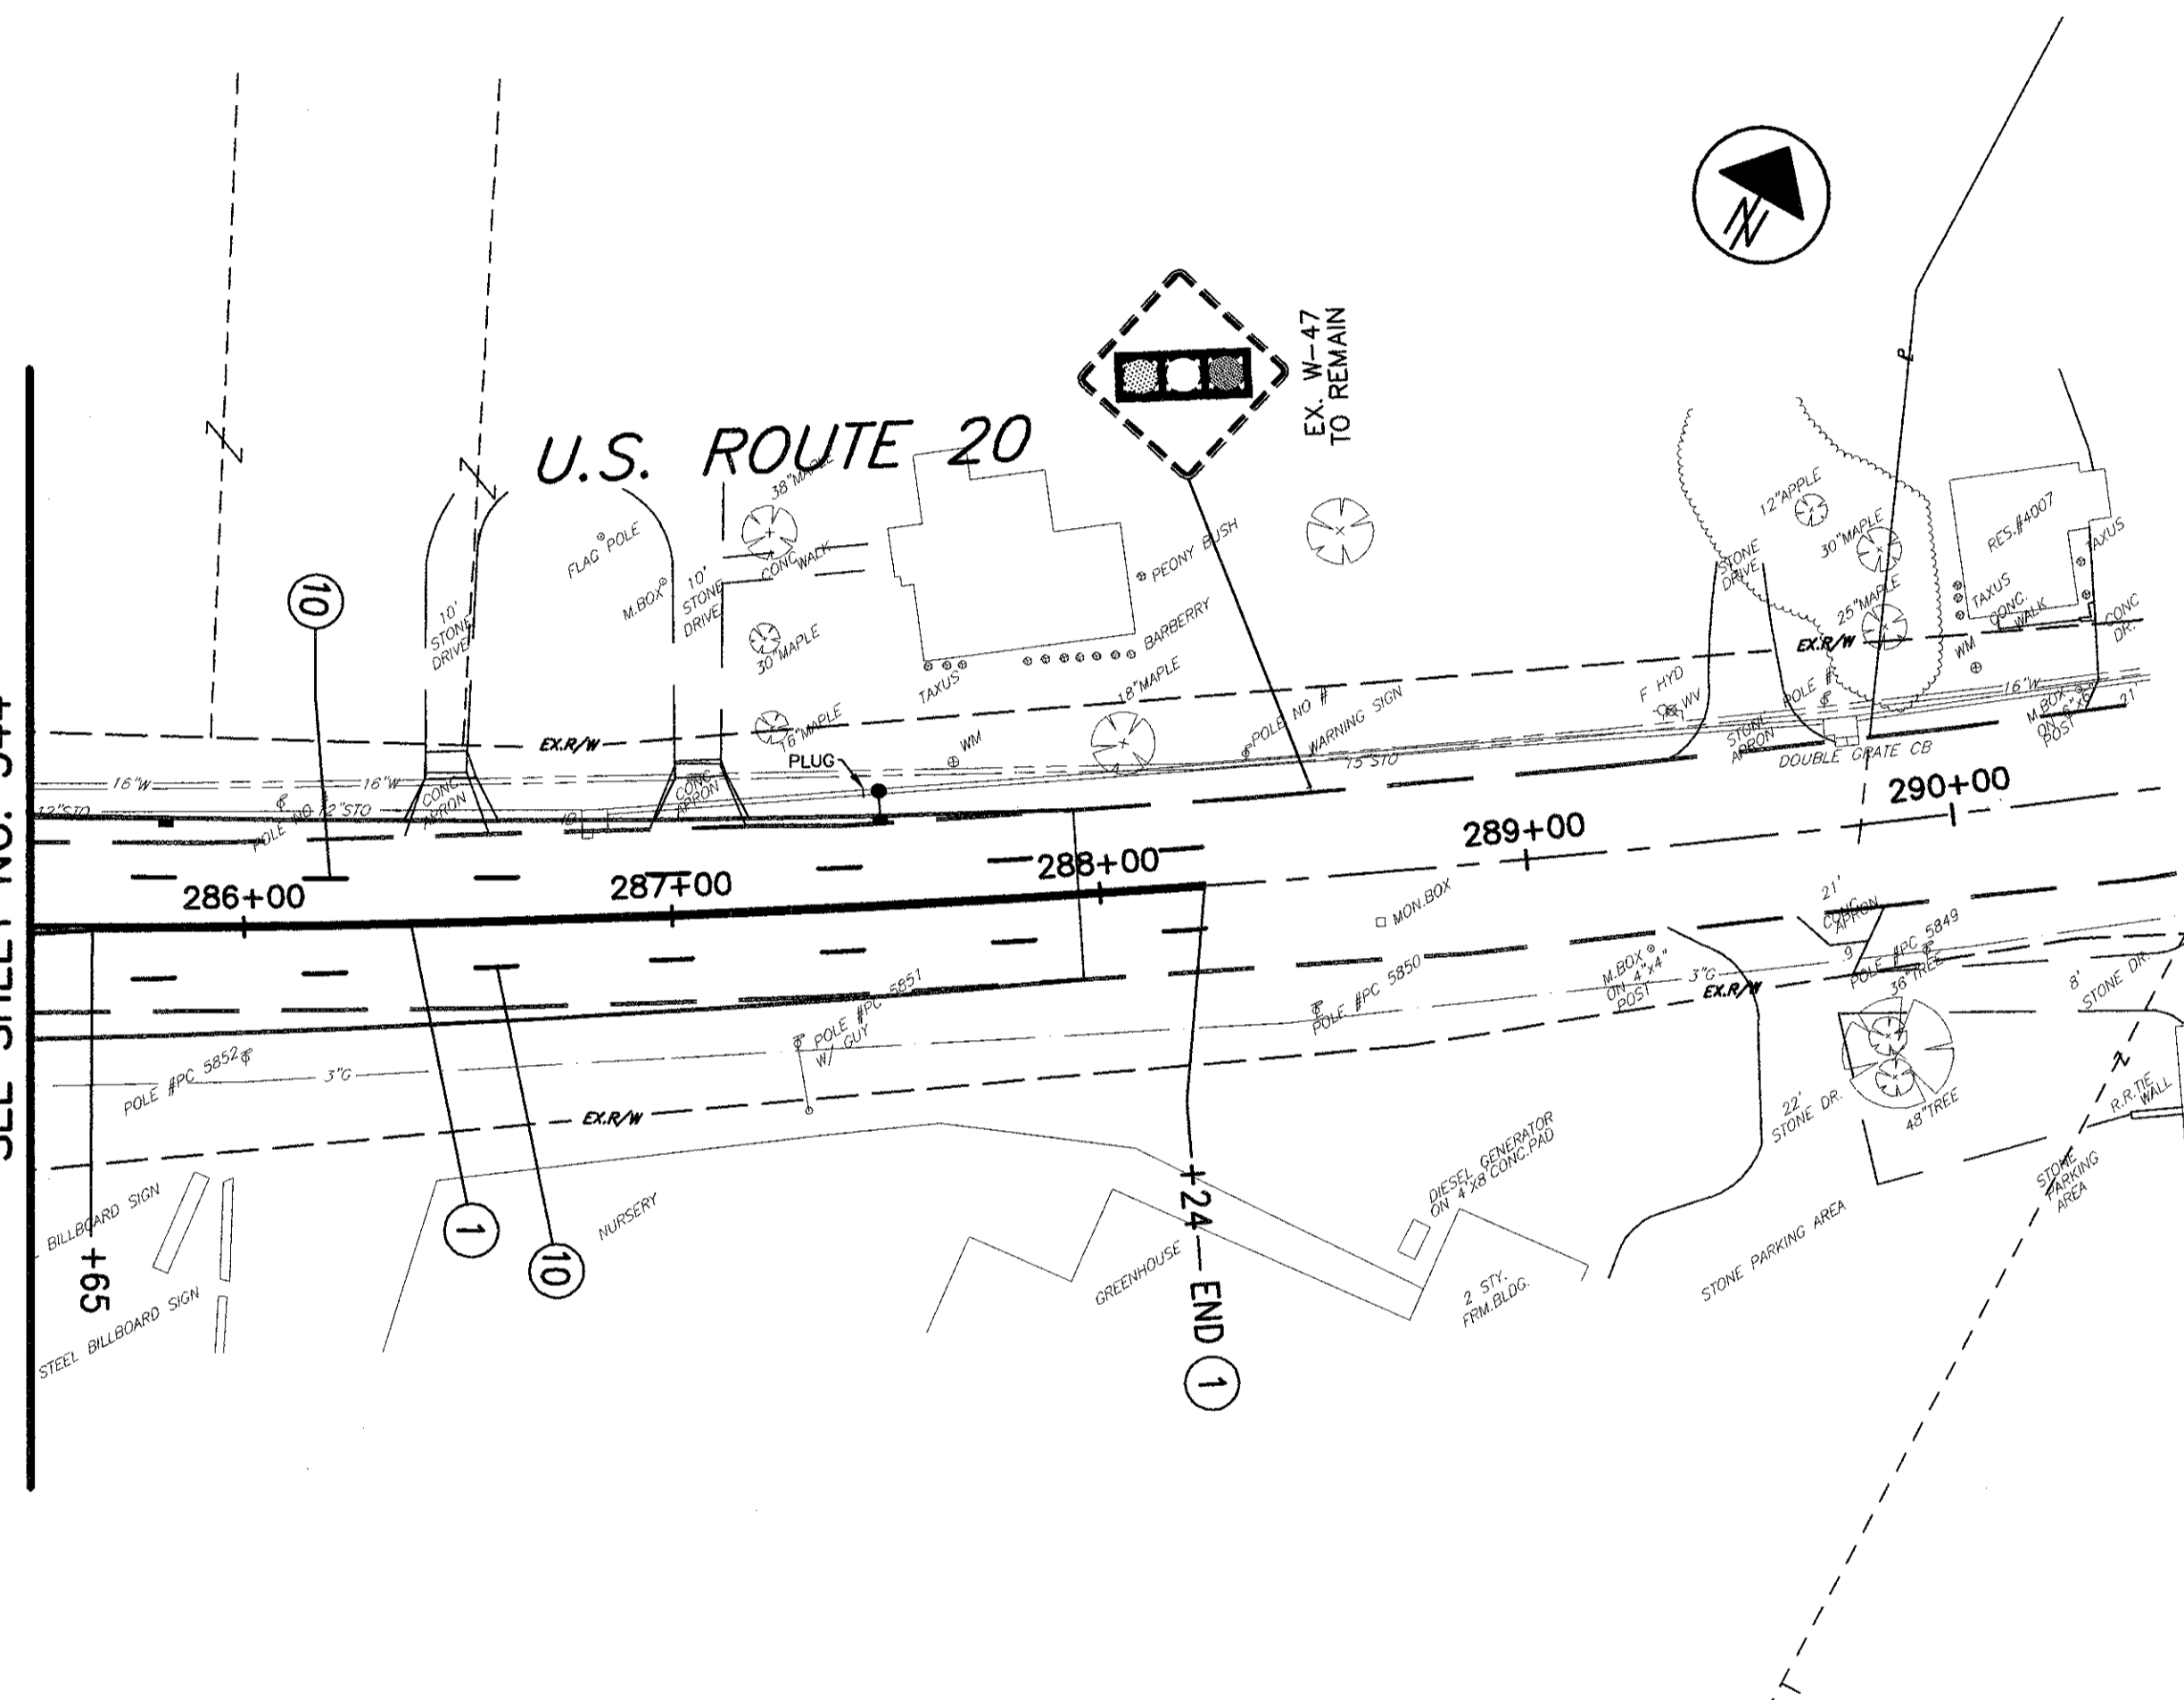 U.S. ROUTE 20
EX. W-47
TO REMAIN
N
10
38"MAPLE
FLAG POLE
M.BOX
10'
STONE
DRIVE
10'
STONE
DRIVE
CONC WALK
30"MAPLE
16"MAPLE
TAXUS
PEONY BUSH
BARBERRY
18"MAPLE
12"APPLE
30"MAPLE
25"MAPLE
STONE
DRIVE
RES.#4007
TAXUS
TAXUS
CONC.
WALK
CONC
DR.
WM
EX.R/W
EX.R/W
PLUG
WM
POLE NO #
WARNING SIGN
F HYD
WV
POLE #
STONE
APRON
DOUBLE GRATE CB
16"W
M.BOX
ON 6"X6"
POST
21'
16"W
16"W
12"STO
POLE NO
12"STO
CONC
APRON
CONC
APRON
15"STO
286+00
287+00
288+00
289+00
290+00
MON.BOX
21'
CONC
APRON
9'
POLE #PC 5849
36"TREE
8'
STONE DR.
POLE #PC 5852
3"G
POLE #PC 5851
W/ GUY
POLE #PC 5850
M.BOX
ON 4"x4"
POST
3"G
EX.R/W
EX.R/W
22'
STONE DR.
48"TREE
R.R.TIE
WALL
STONE
PARKING
AREA
BILLBOARD SIGN
STEEL BILLBOARD SIGN
+65
1
10
NURSERY
GREENHOUSE
+24 END 1
DIESEL GENERATOR
ON 4'X8'CONC.PAD
2 STY.
FRM.BLDG.
STONE PARKING AREA